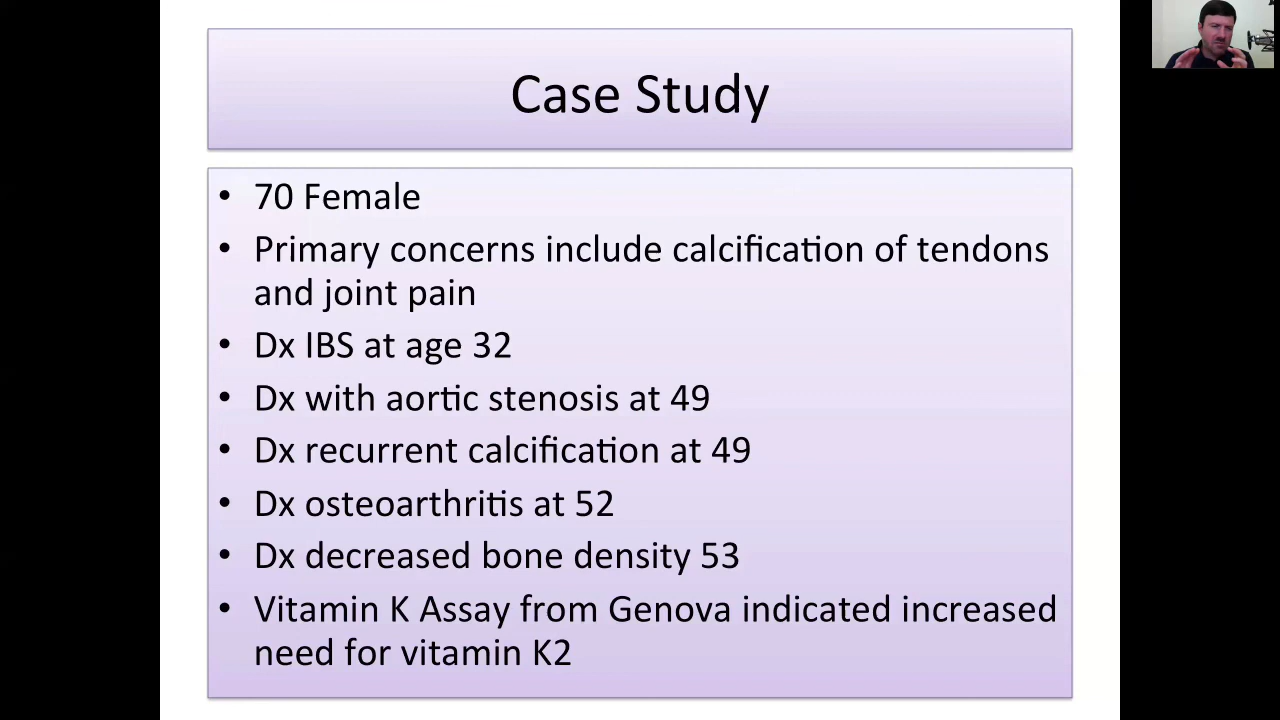 Case Study
• 70 Female
• Primary concerns include calcification of tendons
and joint pain
• Dx IBS at age 32
• Dx with aortic stenosis at 49
• Dx recurrent calcification at 49
• Dx osteoarthritis at 52
• Dx decreased bone density 53
• Vitamin K Assay from Genova indicated increased
need for vitamin K2